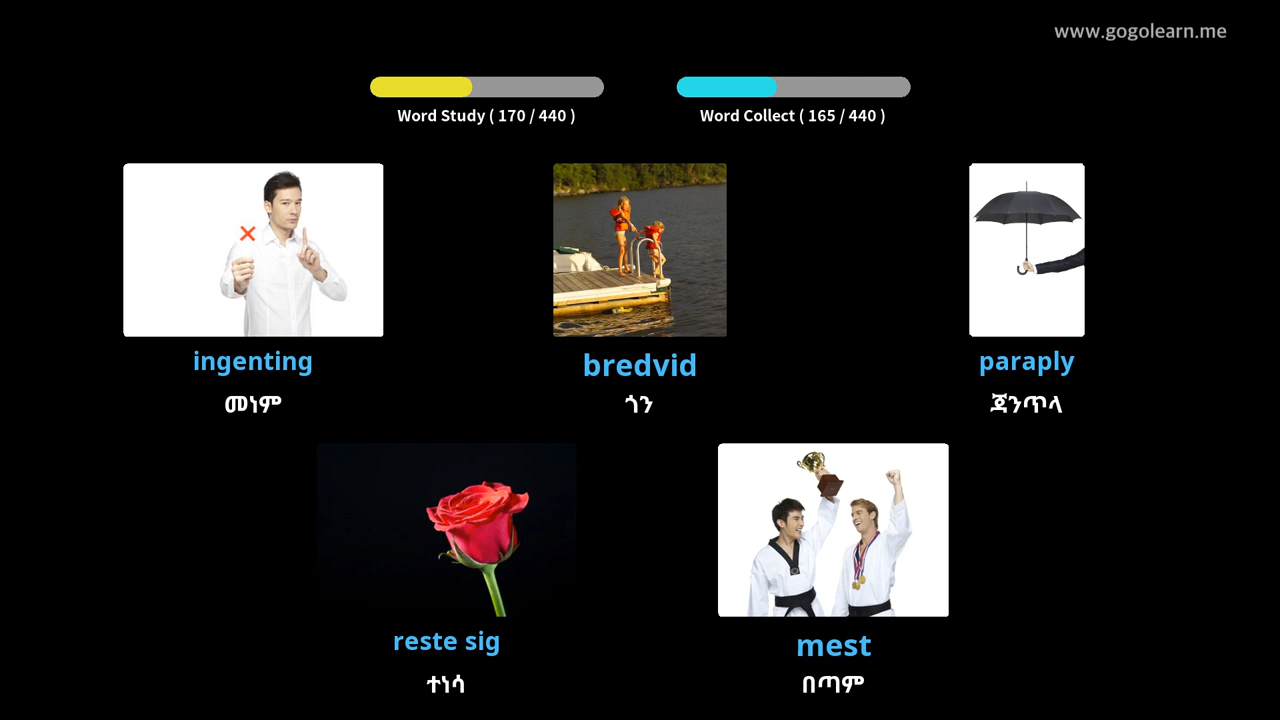 www.gogolearn.me
Word Study ( 170 / 440 )
Word Collect ( 165 / 440 )
ingenting
መነም
bredvid
ጎን
paraply
ጃንጥላ
reste sig
ተነሳ
mest
በጣም